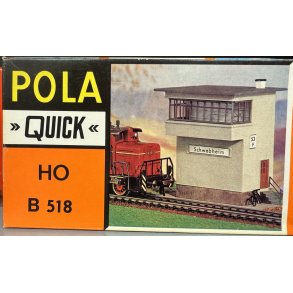 POLA
» QUICK «
HO
B 518
Schwabheim